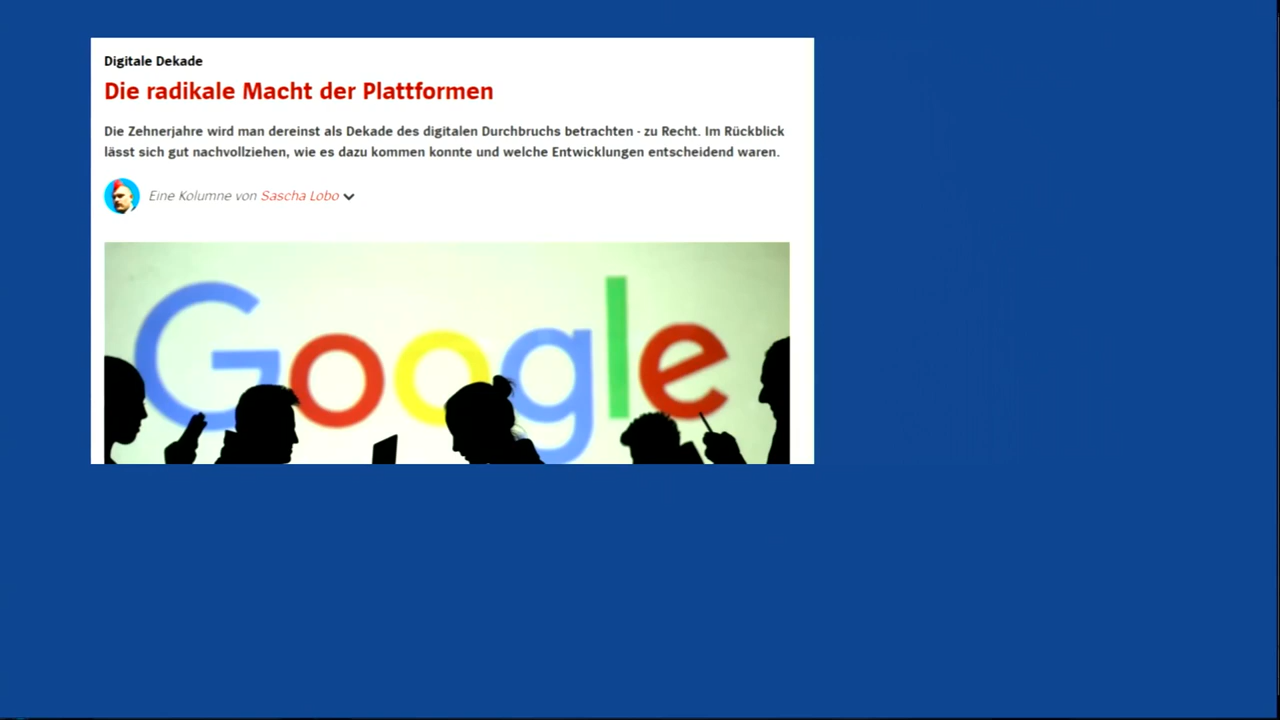 Digitale Dekade
Die radikale Macht der Plattformen
Die Zehnerjahre wird man dereinst als Dekade des digitalen Durchbruchs betrachten - zu Recht. Im Rückblick
lässt sich gut nachvollziehen, wie es dazu kommen konnte und welche Entwicklungen entscheidend waren.
Eine Kolumne von Sascha Lobo
Google